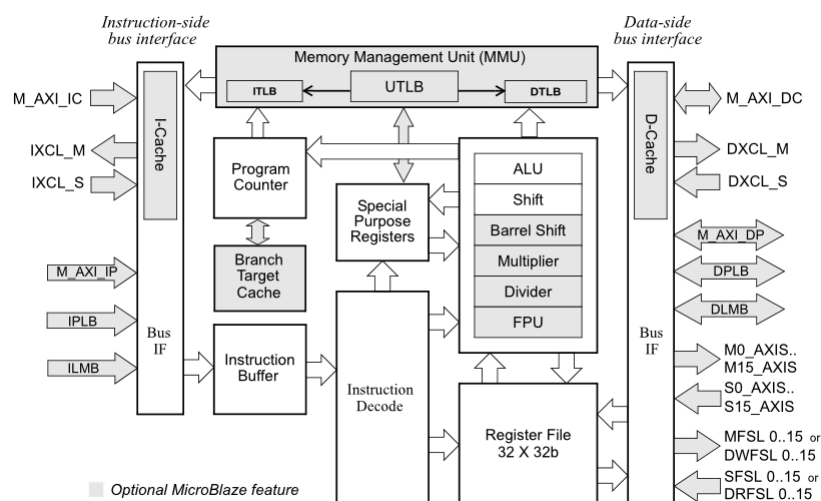 Instruction-side
bus interface
Data-side
bus interface
Memory Management Unit (MMU)
ITLB
UTLB
DTLB
M_AXI_IC
IXCL_M
IXCL_S
I-Cache
M_AXI_IP
IPLB
ILMB
Bus
IF
Program
Counter
Branch
Target
Cache
Special
Purpose
Registers
Instruction
Buffer
Instruction
Decode
ALU
Shift
Barrel Shift
Multiplier
Divider
FPU
Register File
32 X 32b
D-Cache
Bus
IF
M_AXI_DC
DXCL_M
DXCL_S
M_AXI_DP
DPLB
DLMB
M0_AXIS..
M15_AXIS
S0_AXIS..
S15_AXIS
MFSL 0..15 or
DWFSL 0..15
SFSL 0..15 or
DRFSL 0..15
Optional MicroBlaze feature